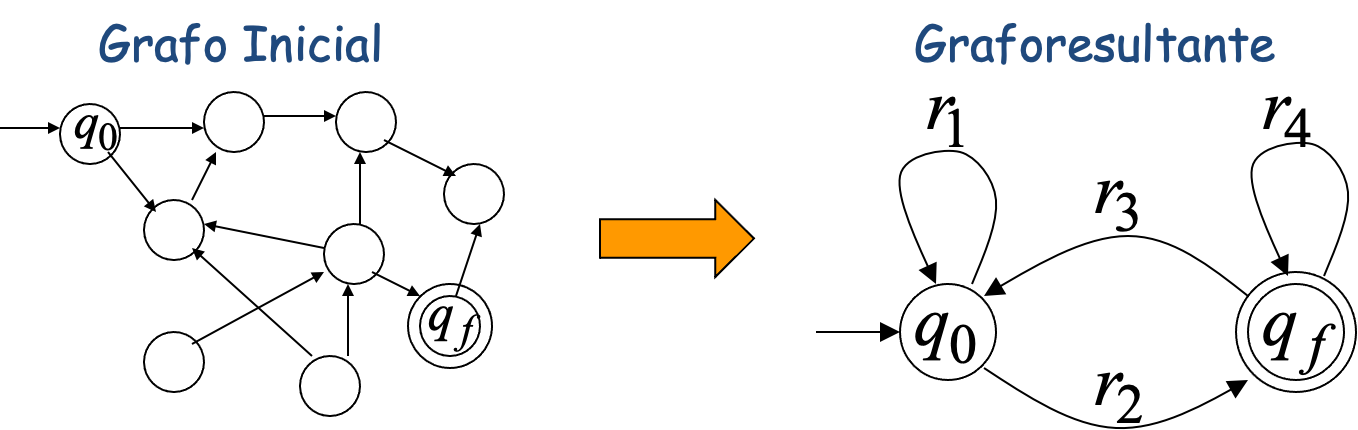 Grafo Inicial
q0
qf
Graforesultante
r1
r4
r3
q0
qf
r2